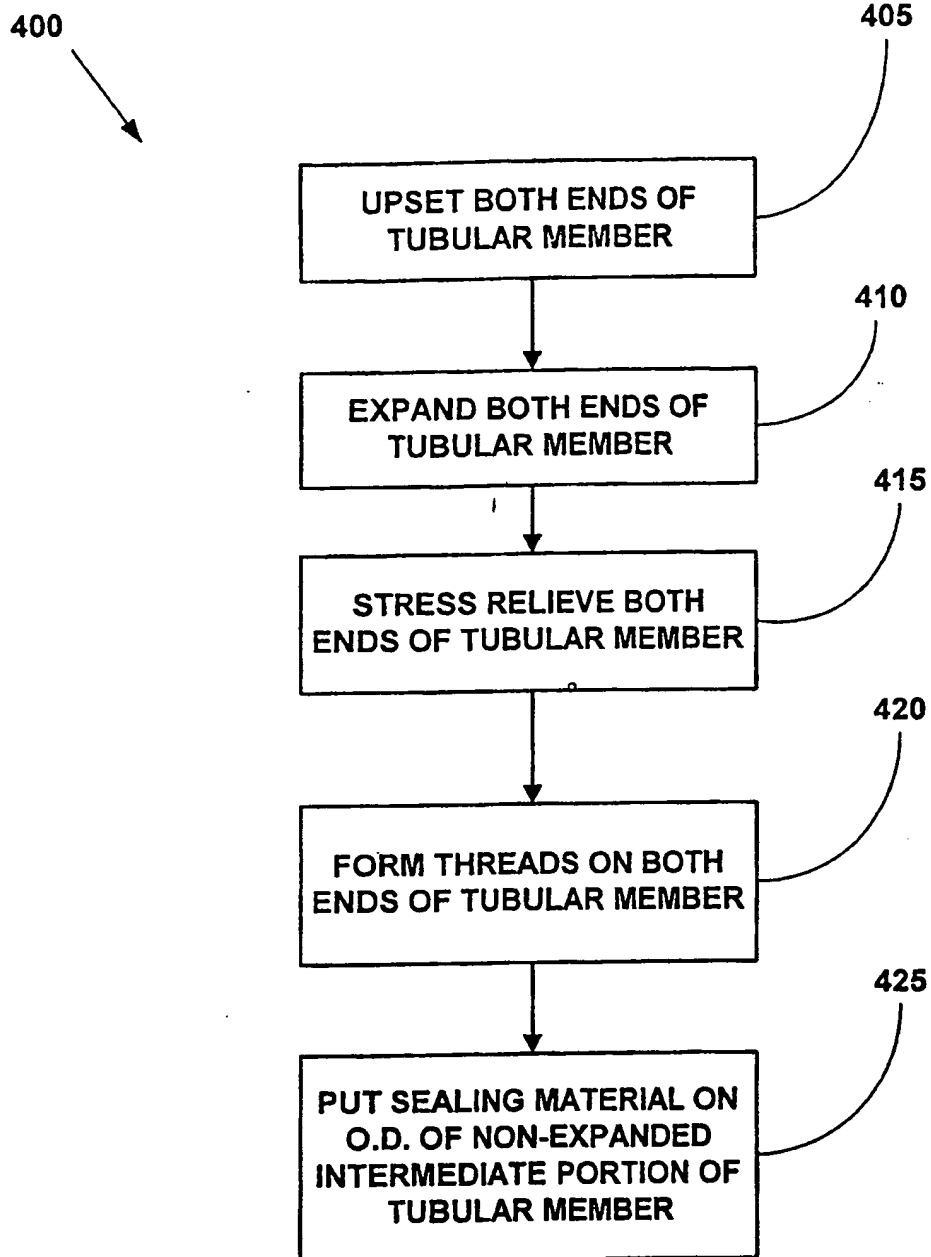 400
405
UPSET BOTH ENDS OF
TUBULAR MEMBER
410
EXPAND BOTH ENDS OF
TUBULAR MEMBER
415
STRESS RELIEVE BOTH
ENDS OF TUBULAR MEMBER
420
FORM THREADS ON BOTH
ENDS OF TUBULAR MEMBER
425
PUT SEALING MATERIAL ON
O.D. OF NON-EXPANDED
INTERMEDIATE PORTION OF
TUBULAR MEMBER